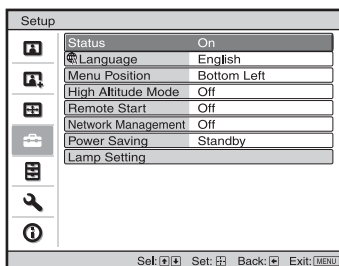 Setup
Status On
Language English
Menu Position Bottom Left
High Altitude Mode Off
Remote Start Off
Network Management Off
Power Saving Standby
Lamp Setting
Sel: Set: Back: Exit: MENU